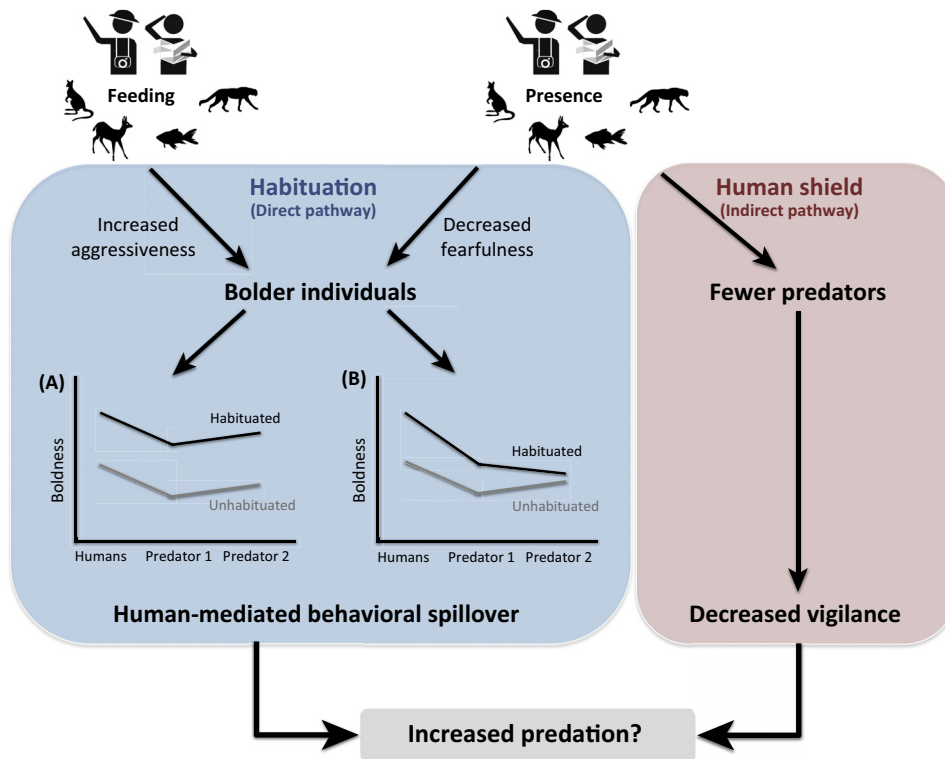 Feeding
Presence
Habituation
(Direct pathway)
Human shield
(Indirect pathway)
Increased
aggressiveness
Decreased
fearfulness
Bolder individuals
Fewer predators
(A)
Boldness
Habituated
Unhabituated
Humans Predator 1 Predator 2
(B)
Boldness
Habituated
Unhabituated
Humans Predator 1 Predator 2
Human-mediated behavioral spillover
Decreased vigilance
Increased predation?